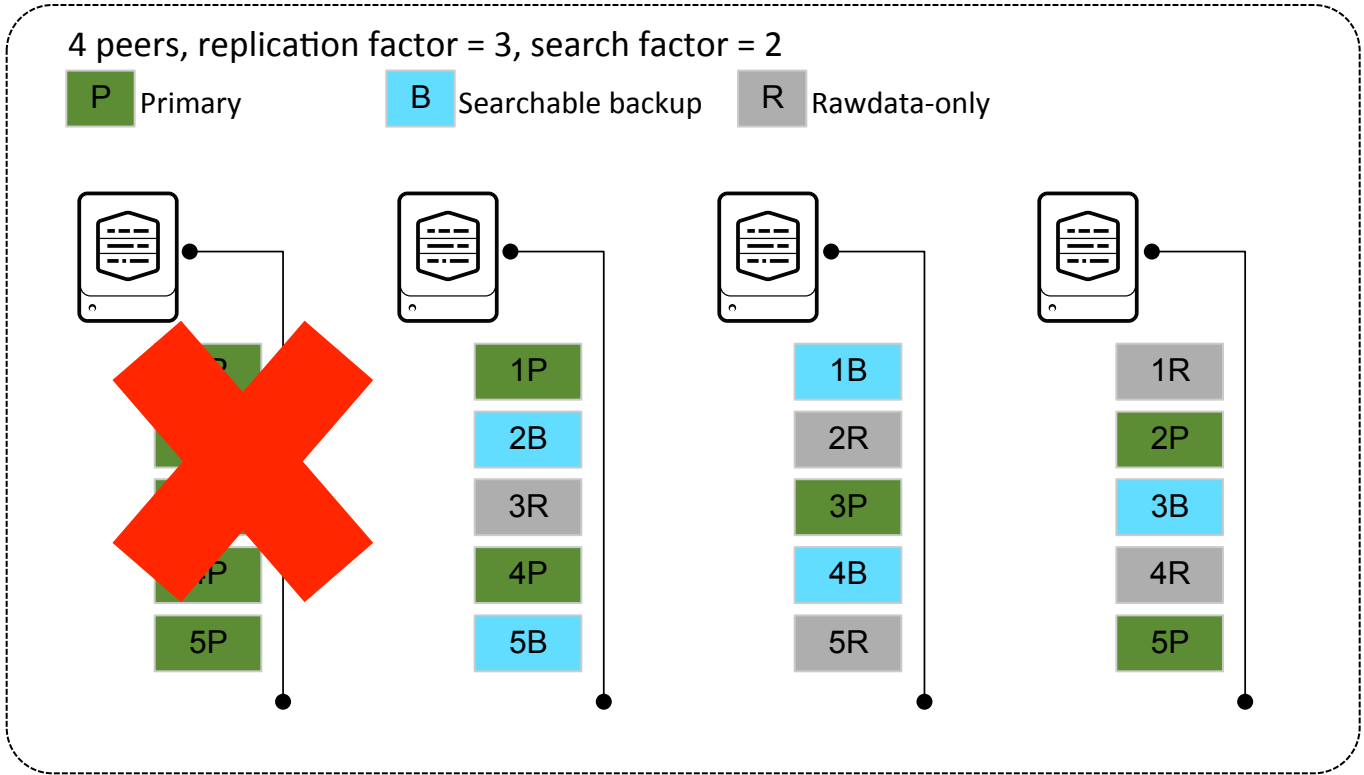 4 peers, replication factor = 3, search factor = 2
P Primary B Searchable backup R Rawdata-only
1P 1B 1R
2B 2R 2P
3R 3P 3B
4P 4B 4R
5P 5B 5R 5P